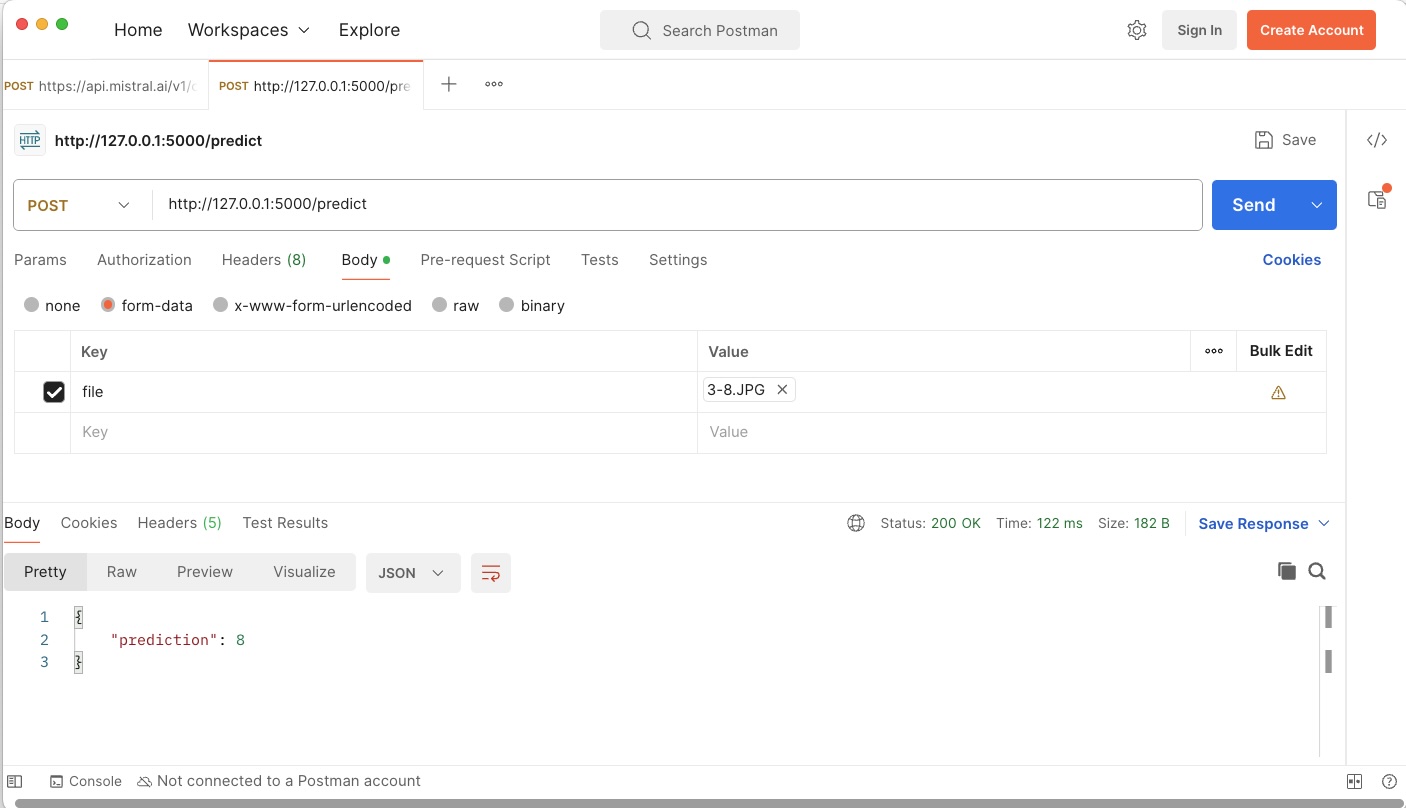 Home Workspaces Explore Search Postman Sign In Create Account
POST https://api.mistral.ai/v1/ POST http://127.0.0.1:5000/pre
HTTP http://127.0.0.1:5000/predict Save </>
POST http://127.0.0.1:5000/predict Send
Params Authorization Headers (8) Body Pre-request Script Tests Settings Cookies
none form-data x-www-form-urlencoded raw binary
Key Value Bulk Edit
file 3-8.JPG
Key Value
Body Cookies Headers (5) Test Results Status: 200 OK Time: 122 ms Size: 182 B Save Response
Pretty Raw Preview Visualize JSON
1 {
2 "prediction": 8
3 }
Console Not connected to a Postman account